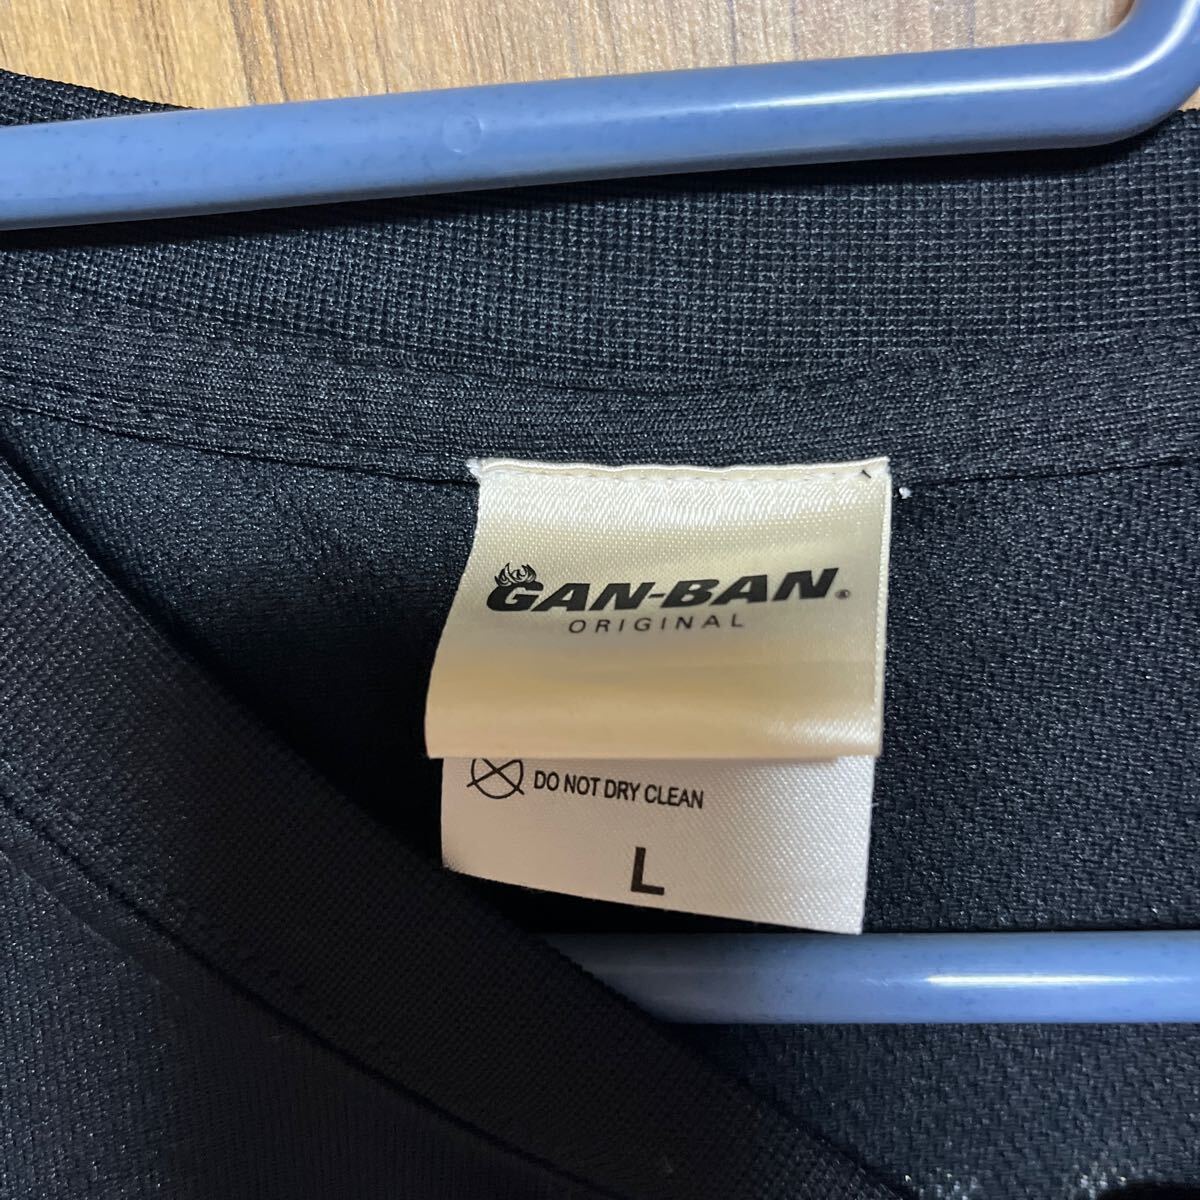 GAN-BAN®
ORIGINAL
DO NOT DRY CLEAN
L